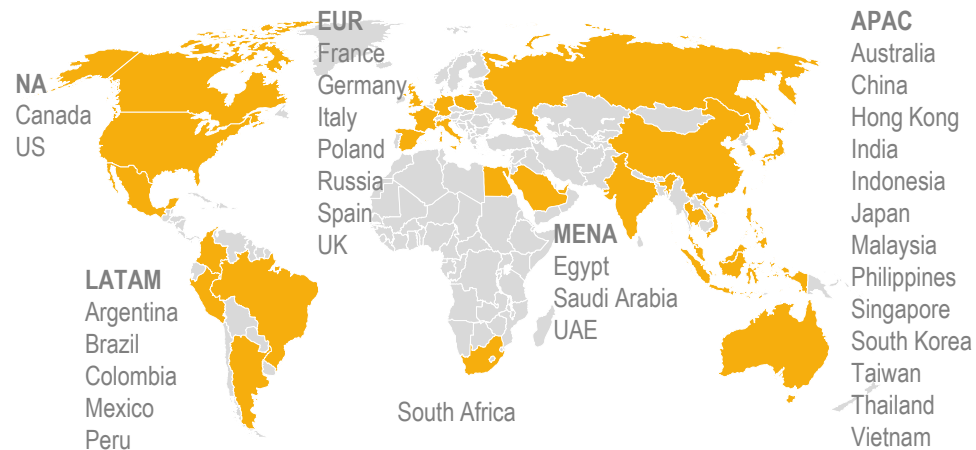 NA
Canada
US
LATAM
Argentina
Brazil
Colombia
Mexico
Peru
EUR
France
Germany
Italy
Poland
Russia
Spain
UK
South Africa
MENA
Egypt
Saudi Arabia
UAE
APAC
Australia
China
Hong Kong
India
Indonesia
Japan
Malaysia
Philippines
Singapore
South Korea
Taiwan
Thailand
Vietnam